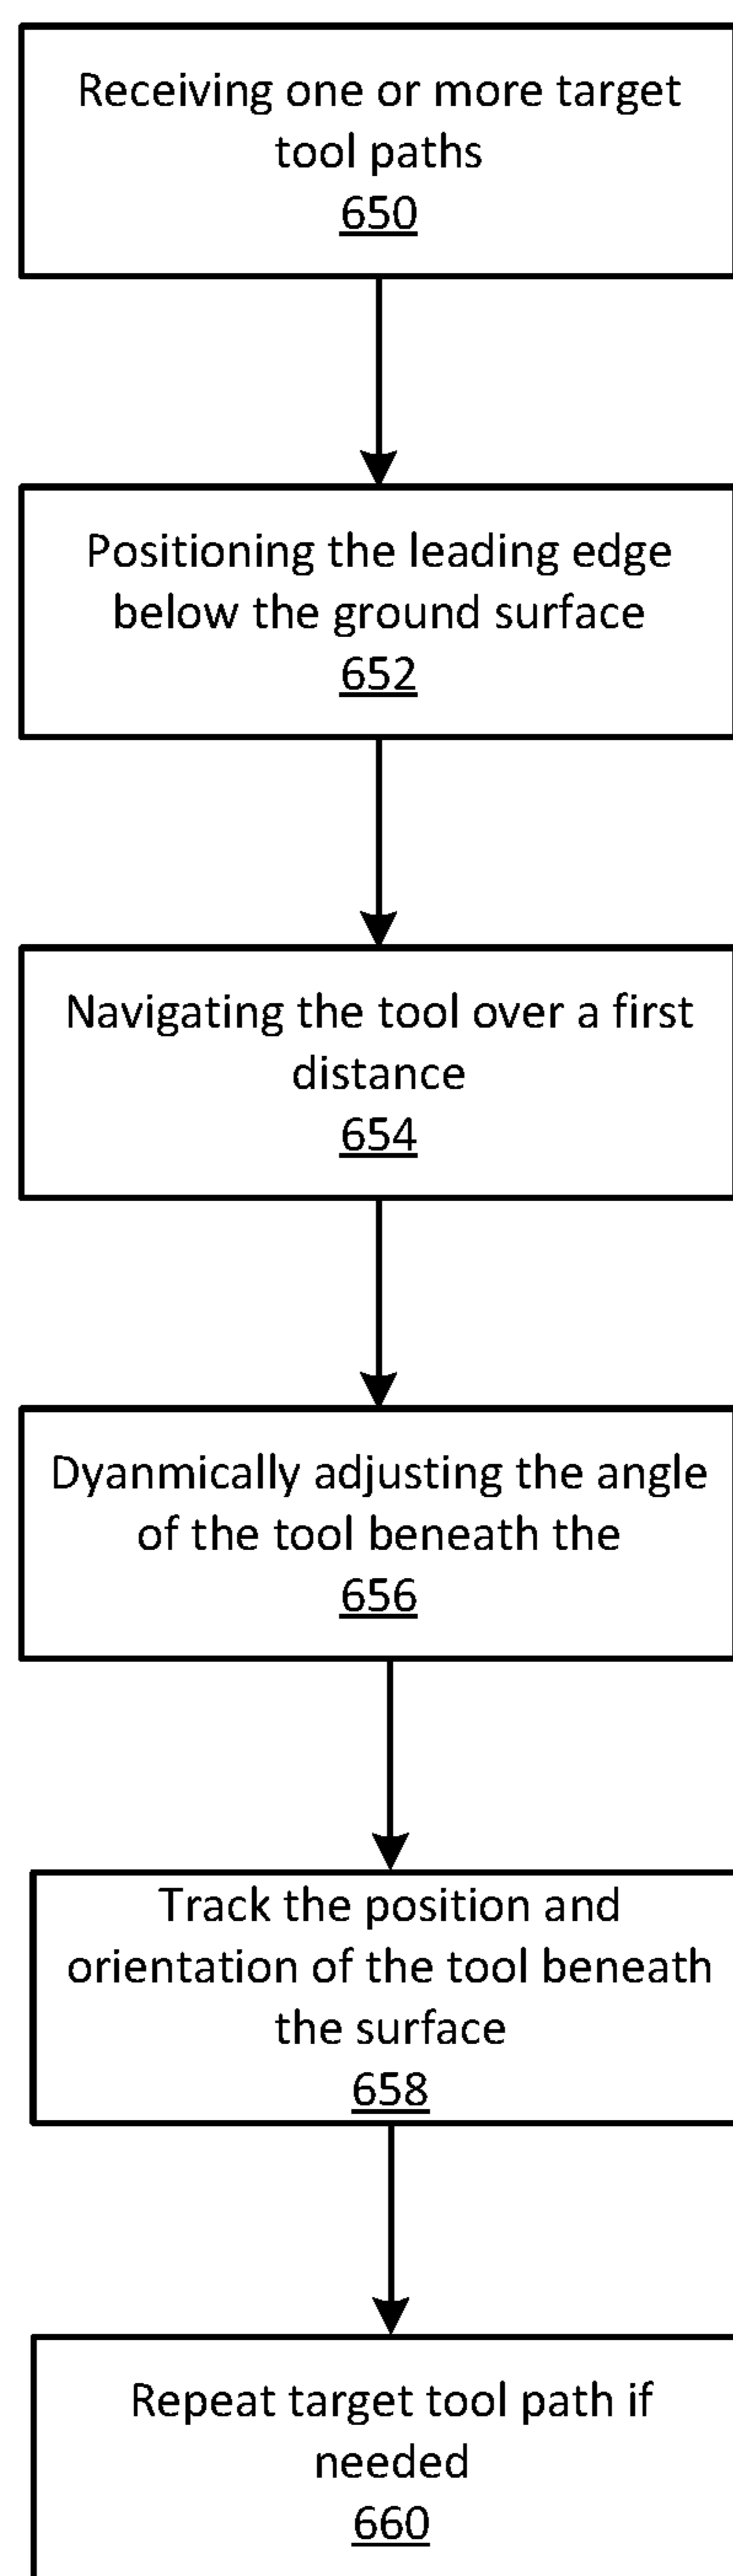 Receiving one or more target
tool paths
650
Positioning the leading edge
below the ground surface
652
Navigating the tool over a first
distance
654
Dyanmically adjusting the angle
of the tool beneath the
656
Track the position and
orientation of the tool beneath
the surface
658
Repeat target tool path if
needed
660